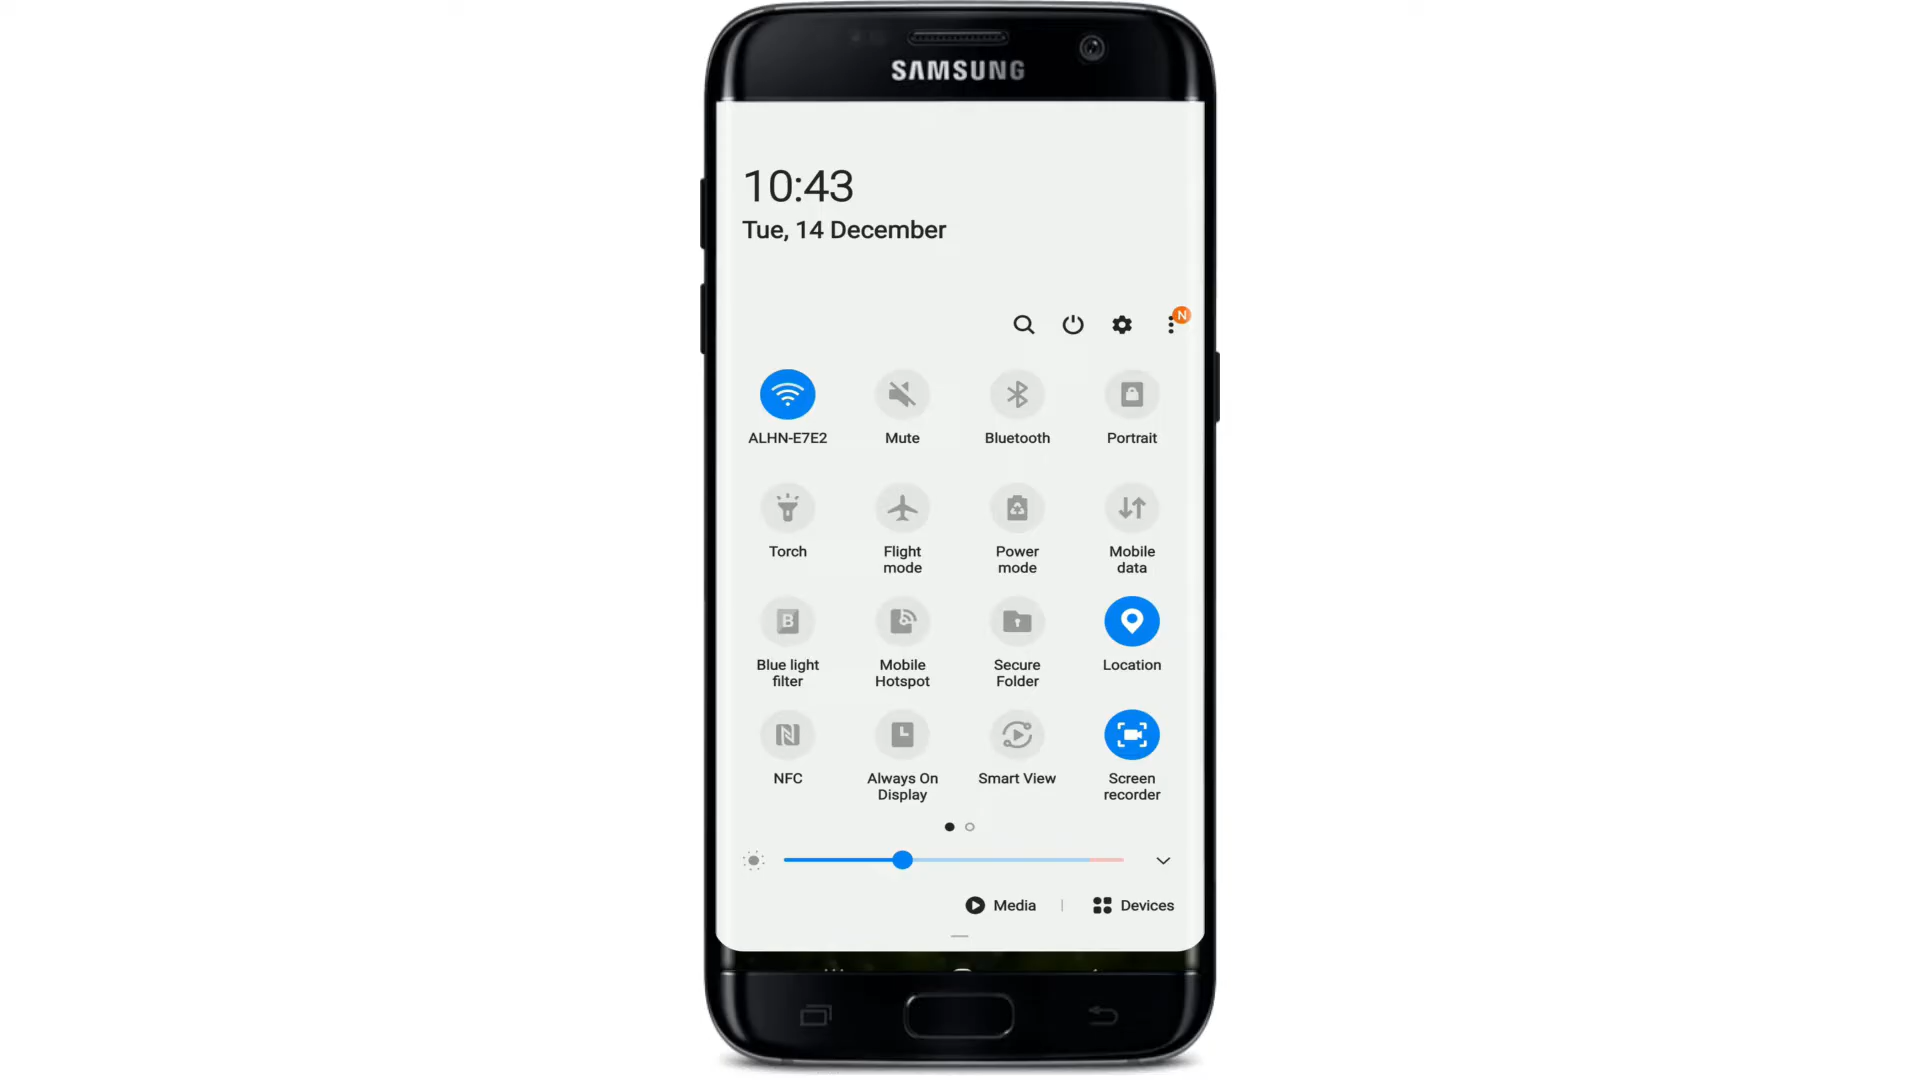 SAMSUNG
10:43
Tue, 14 December
N
ALHN-E7E2
Mute
Bluetooth
Portrait
Torch
Flight
mode
Power
mode
Mobile
data
B
Blue light
filter
Mobile
Hotspot
Secure
Folder
Location
NFC
Always On
Display
Smart View
Screen
recorder
Media
Devices